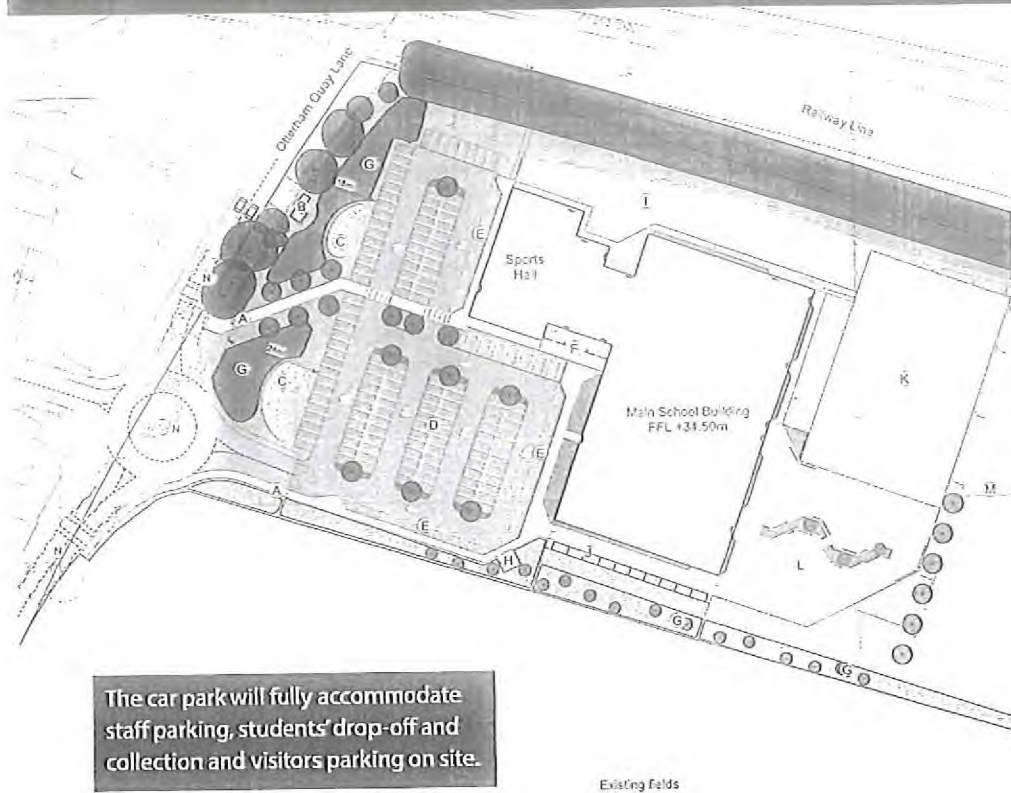 Otterham Quay Lane
Railway Line
G
B
I
C
E
Sports
Hall
N
A
F
K
G
C
Main School Building
FFL +34.50m
D
N
E
M
A
E
N
J
H
L
G
G
The car park will fully accommodate
staff parking, students' drop-off and
collection and visitors parking on site.
Existing fields